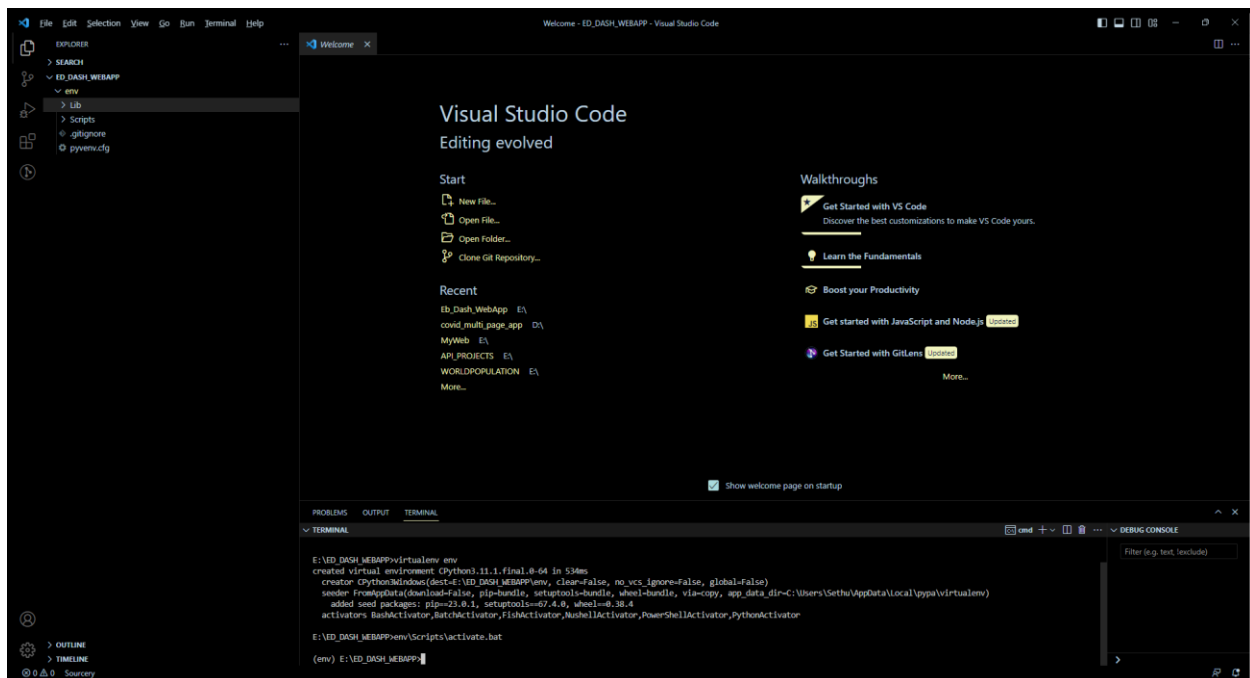 File Edit Selection View Go Run Terminal Help
Welcome - ED_DASH_WEBAPP - Visual Studio Code
EXPLORER
SEARCH
ED_DASH_WEBAPP
env
Lib
Scripts
.gitignore
pyvenv.cfg
OUTLINE
TIMELINE
Welcome
Visual Studio Code
Editing evolved
Start
New File...
Open File...
Open Folder...
Clone Git Repository...
Recent
Eb_Dash_WebApp E:\
covid_multi_page_app D:\
MyWeb E:\
API_PROJECTS E:\
WORLDPOPULATION E:\
More...
Walkthroughs
Get Started with VS Code
Discover the best customizations to make VS Code yours.
Learn the Fundamentals
Boost your Productivity
JS Get started with JavaScript and Node.js Updated
Get Started with GitLens Updated
More...
Show welcome page on startup
PROBLEMS OUTPUT TERMINAL
TERMINAL
cmd
E:\ED_DASH_WEBAPP>virtualenv env
created virtual environment CPython3.11.1.final.0-64 in 534ms
creator CPython3Windows(dest=E:\ED_DASH_WEBAPP\env, clear=False, no_vcs_ignore=False, global=False)
seeder FromAppData(download=False, pip=bundle, setuptools=bundle, wheel=bundle, via=copy, app_data_dir=C:\Users\Sethu\AppData\Local\pypa\virtualenv)
added seed packages: pip==23.0.1, setuptools==67.4.0, wheel==0.38.4
activators BashActivator,BatchActivator,FishActivator,NushellActivator,PowerShellActivator,PythonActivator
E:\ED_DASH_WEBAPP>env\Scripts\activate.bat
(env) E:\ED_DASH_WEBAPP>
DEBUG CONSOLE
Filter (e.g. text, !exclude)
0 0 Sourcery